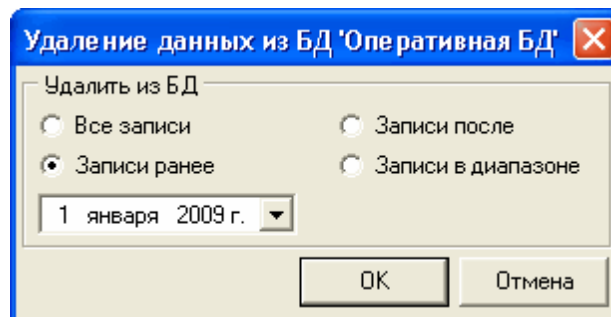 Удаление данных из БД 'Оперативная БД'
Удалить из БД
Все записи
Записи после
Записи ранее
Записи в диапазоне
1 января 2009 г.
OK
Отмена